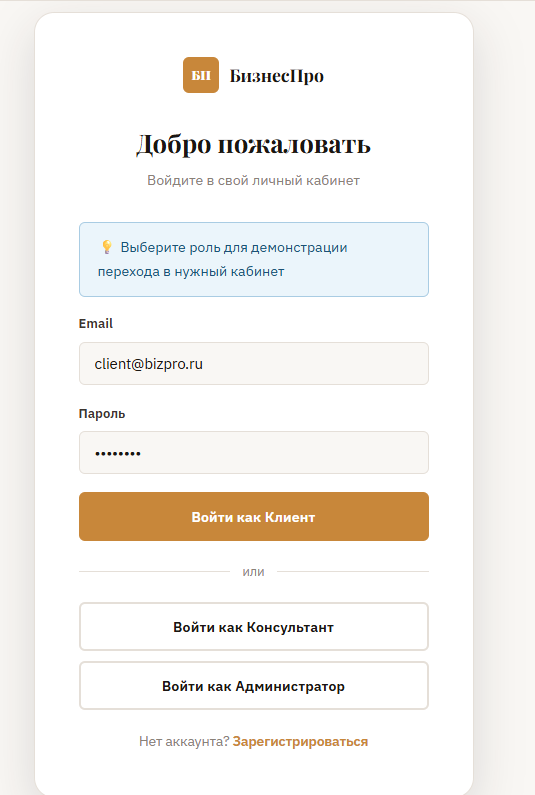 БП БизнесПро
Добро пожаловать
Войдите в свой личный кабинет
💡 Выберите роль для демонстрации
перехода в нужный кабинет
Email
client@bizpro.ru
Пароль
••••••••
Войти как Клиент
или
Войти как Консультант
Войти как Администратор
Нет аккаунта? Зарегистрироваться